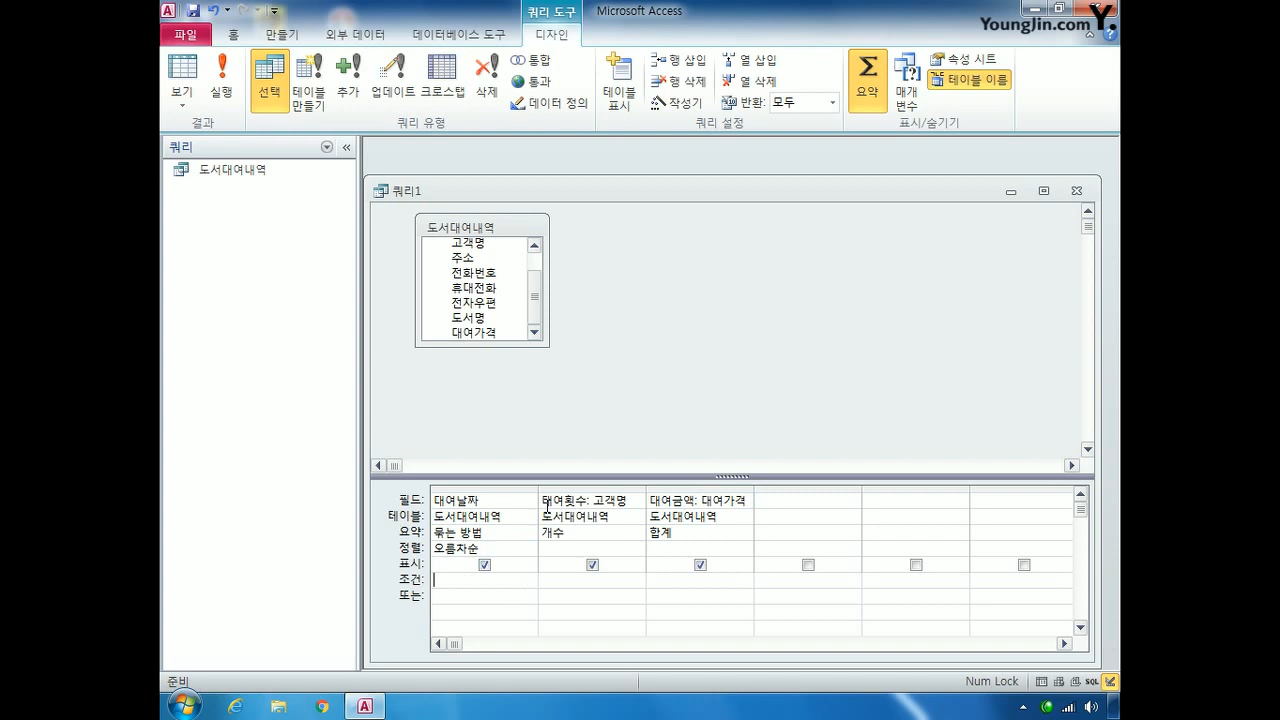 쿼리 도구
Microsoft Access
YoungJin.com Y.
파일
홈
만들기
외부 데이터
데이터베이스 도구
디자인
보기
실행
결과
선택
테이블 만들기
추가
업데이트
크로스탭
삭제
통합
통과
데이터 정의
쿼리 유형
테이블 표시
행 삽입
행 삭제
작성기
열 삽입
열 삭제
반환: 모두
쿼리 설정
요약
매개 변수
속성 시트
테이블 이름
표시/숨기기
쿼리
도서대여내역
쿼리1
도서대여내역
고객명
주소
전화번호
휴대전화
전자우편
도서명
대여가격
필드: 대여날짜 대여횟수: 고객명 대여금액: 대여가격
테이블: 도서대여내역 도서대여내역 도서대여내역
요약: 묶는 방법 개수 합계
정렬: 오름차순
표시:
조건:
또는:
준비
Num Lock
SQL